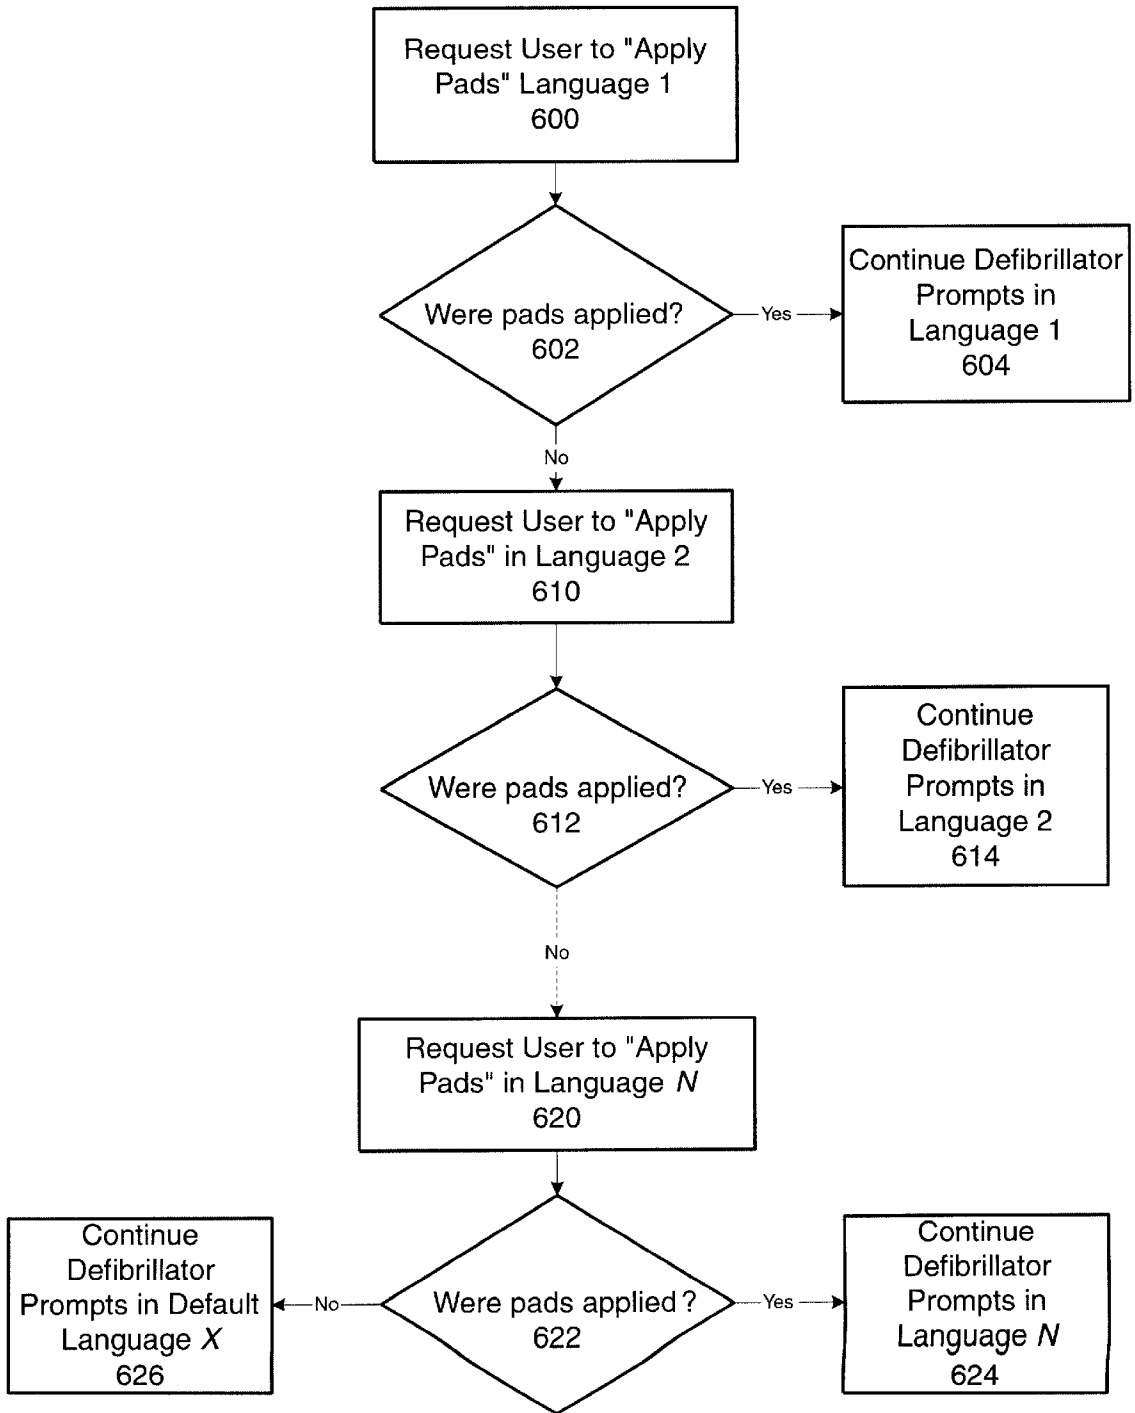 Request User to "Apply
Pads" Language 1
600
Were pads applied?
602
Yes
Continue Defibrillator
Prompts in
Language 1
604
No
Request User to "Apply
Pads" in Language 2
610
Were pads applied?
612
Yes
Continue
Defibrillator
Prompts in
Language 2
614
No
Request User to "Apply
Pads" in Language N
620
Continue
Defibrillator
Prompts in Default
Language X
626
No
Were pads applied ?
622
Yes
Continue
Defibrillator
Prompts in
Language N
624